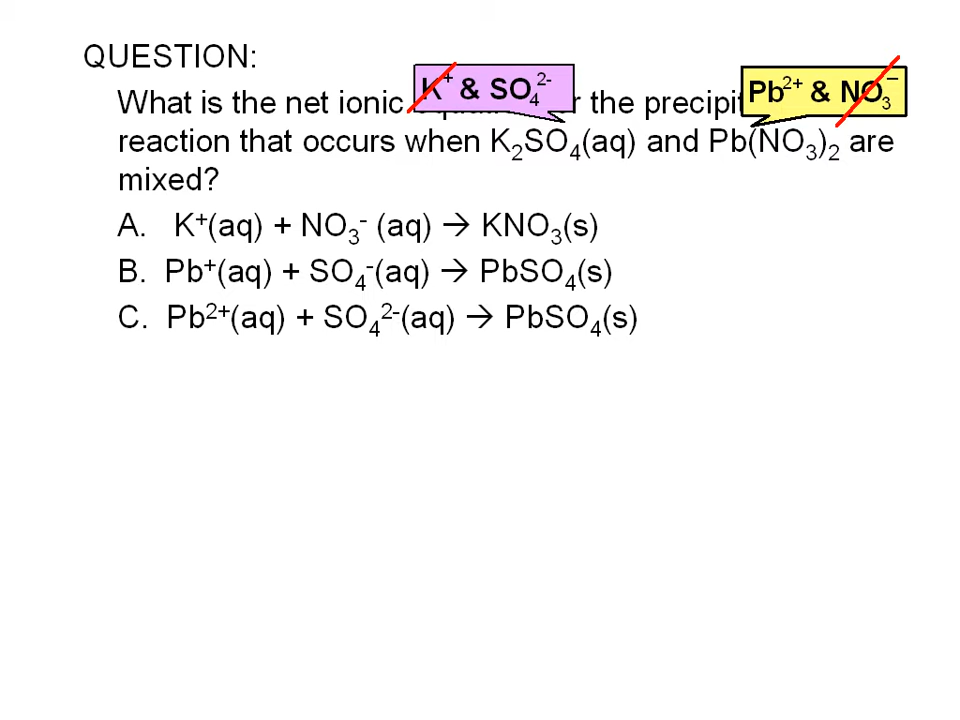 QUESTION:
K⁺ & SO₄²⁻
Pb²⁺ & NO₃⁻
What is the net ionic r the precipit
reaction that occurs when K₂SO₄(aq) and Pb(NO₃)₂ are
mixed?
A. K⁺(aq) + NO₃⁻ (aq) → KNO₃(s)
B. Pb⁺(aq) + SO₄⁻(aq) → PbSO₄(s)
C. Pb²⁺(aq) + SO₄²⁻(aq) → PbSO₄(s)